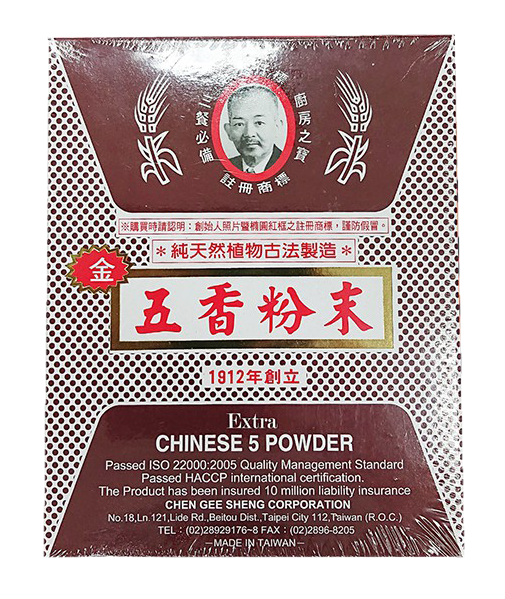 三餐必備
廚房之寶
註冊商標
※購買時請認明：創始人照片暨橢圓紅框之註冊商標，謹防假冒。
＊純天然植物古法製造＊
金
五香粉末
1912年創立
Extra
CHINESE 5 POWDER
Passed ISO 22000:2005 Quality Management Standard
Passed HACCP international certification.
The Product has been insured 10 million liability insurance
CHEN GEE SHENG CORPORATION
No.18,Ln.121,Lide Rd.,Beitou Dist.,Taipei City 112,Taiwan (R.O.C.)
TEL：(02)28929176~8 FAX：(02)2896-8205
—MADE IN TAIWAN—